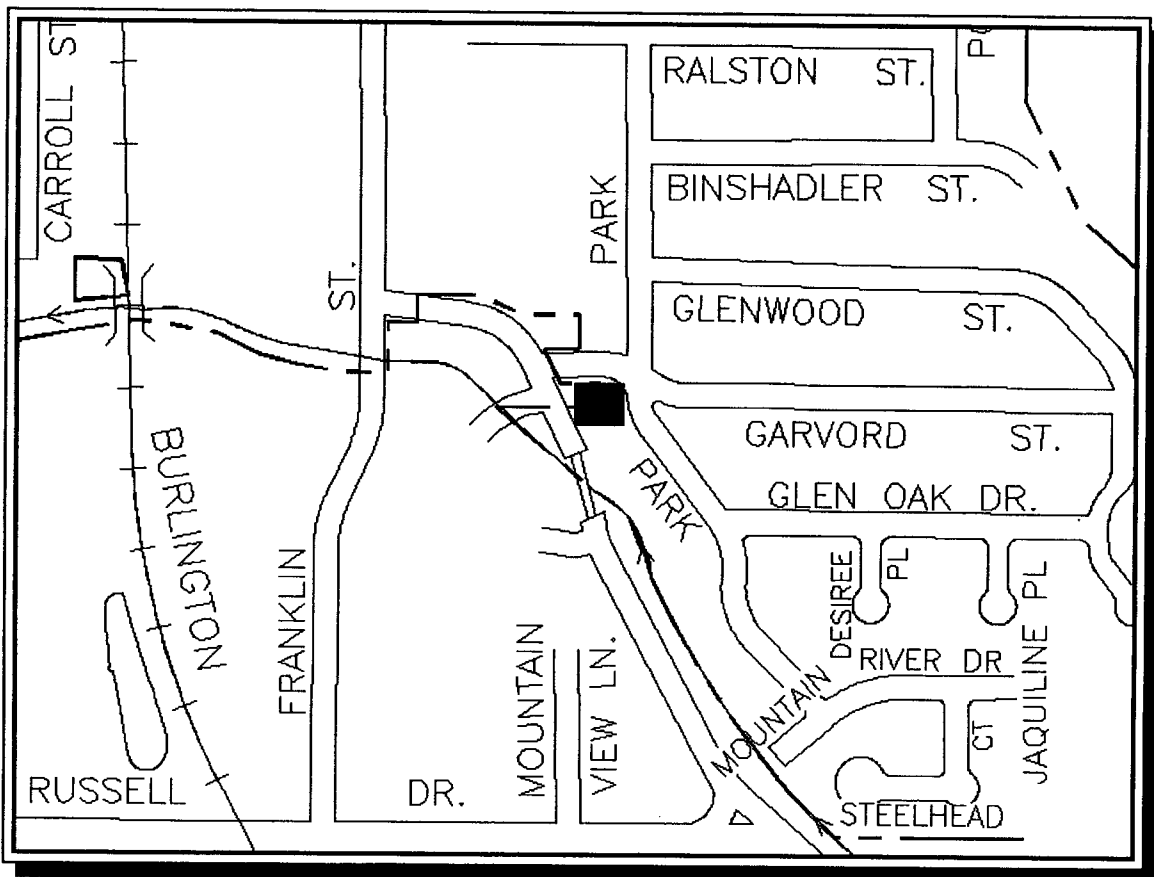 CARROLL ST
RALSTON ST.
BINSHADLER ST.
PARK
GLENWOOD ST.
ST.
GARVORD ST.
PARK
GLEN OAK DR.
BURLINGTON
FRANKLIN
DESIREE PL
JAQUILINE PL
MOUNTAIN
VIEW LN.
RIVER DR
MOUNTAIN
CT
RUSSELL DR.
STEELHEAD